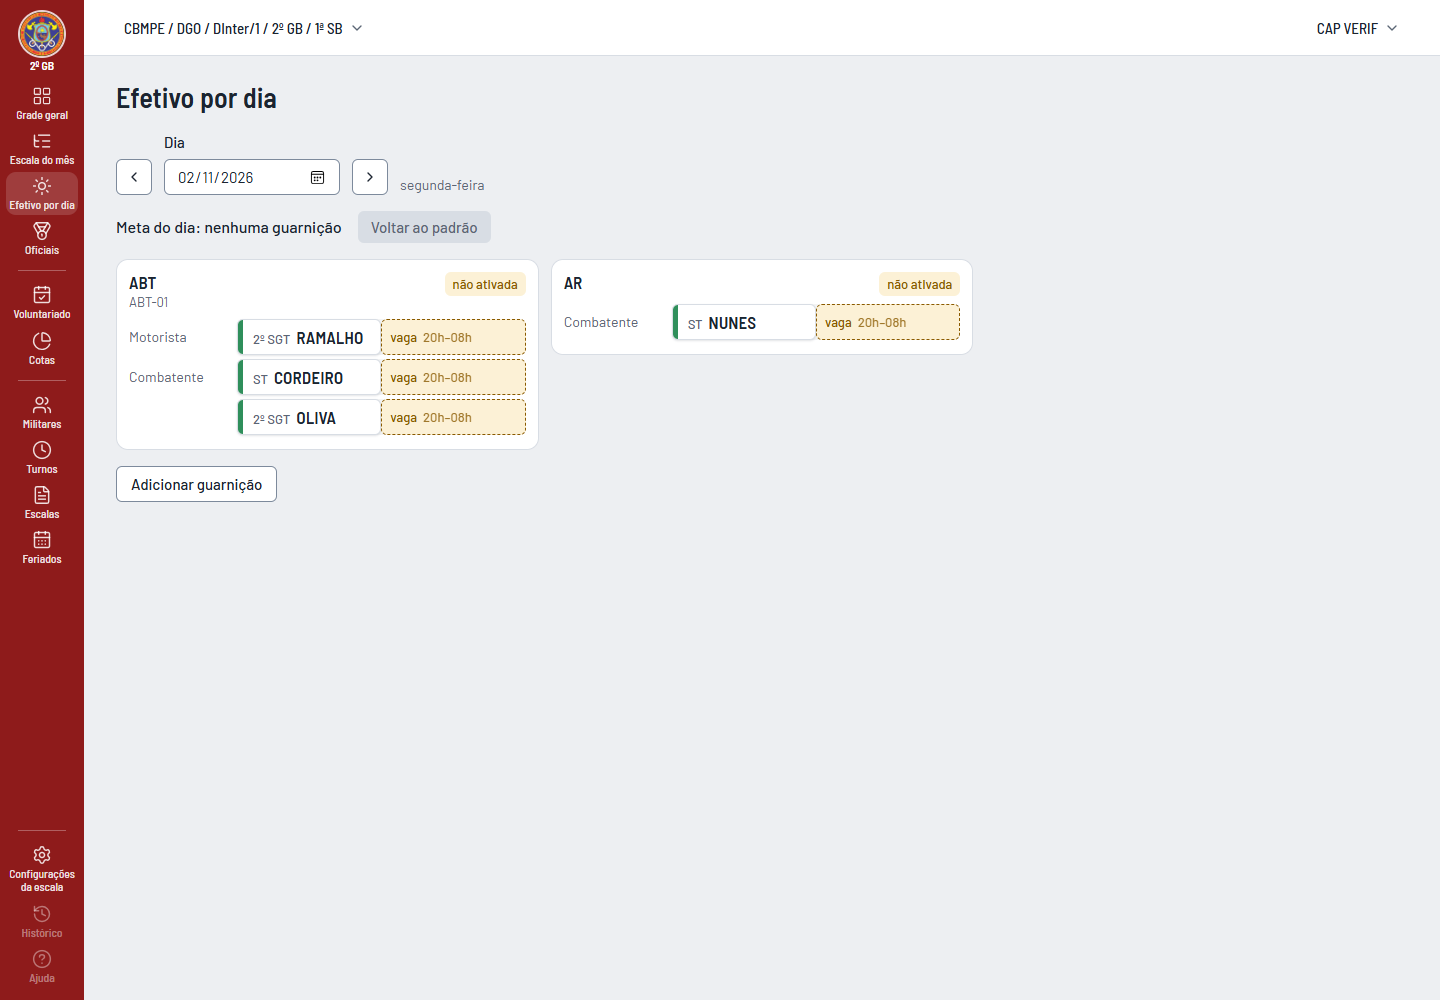 2º GB
Grade geral
Escala do mês
Efetivo por dia
Oficiais
Voluntariado
Cotas
Militares
Turnos
Escalas
Feriados
Configurações
da escala
Histórico
Ajuda
CBMPE / DGO / DInter/1 / 2º GB / 1ª SB
CAP VERIF
Efetivo por dia
Dia
02/11/2026
segunda-feira
Meta do dia: nenhuma guarnição
Voltar ao padrão
ABT
não ativada
ABT-01
Motorista
2º SGT RAMALHO
vaga 20h–08h
Combatente
ST CORDEIRO
vaga 20h–08h
2º SGT OLIVA
vaga 20h–08h
AR
não ativada
Combatente
ST NUNES
vaga 20h–08h
Adicionar guarnição